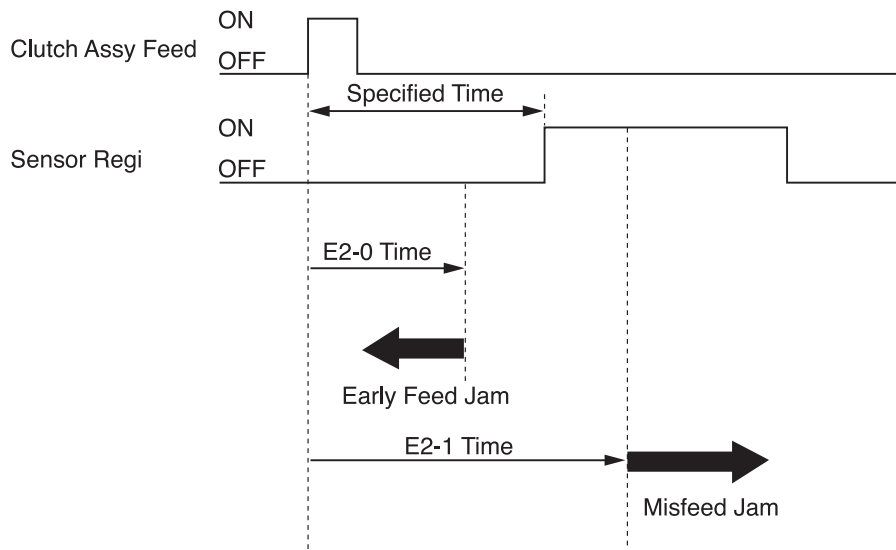 ON
Clutch Assy Feed
OFF
Specified Time
ON
Sensor Regi
OFF
E2-0 Time
Early Feed Jam
E2-1 Time
Misfeed Jam